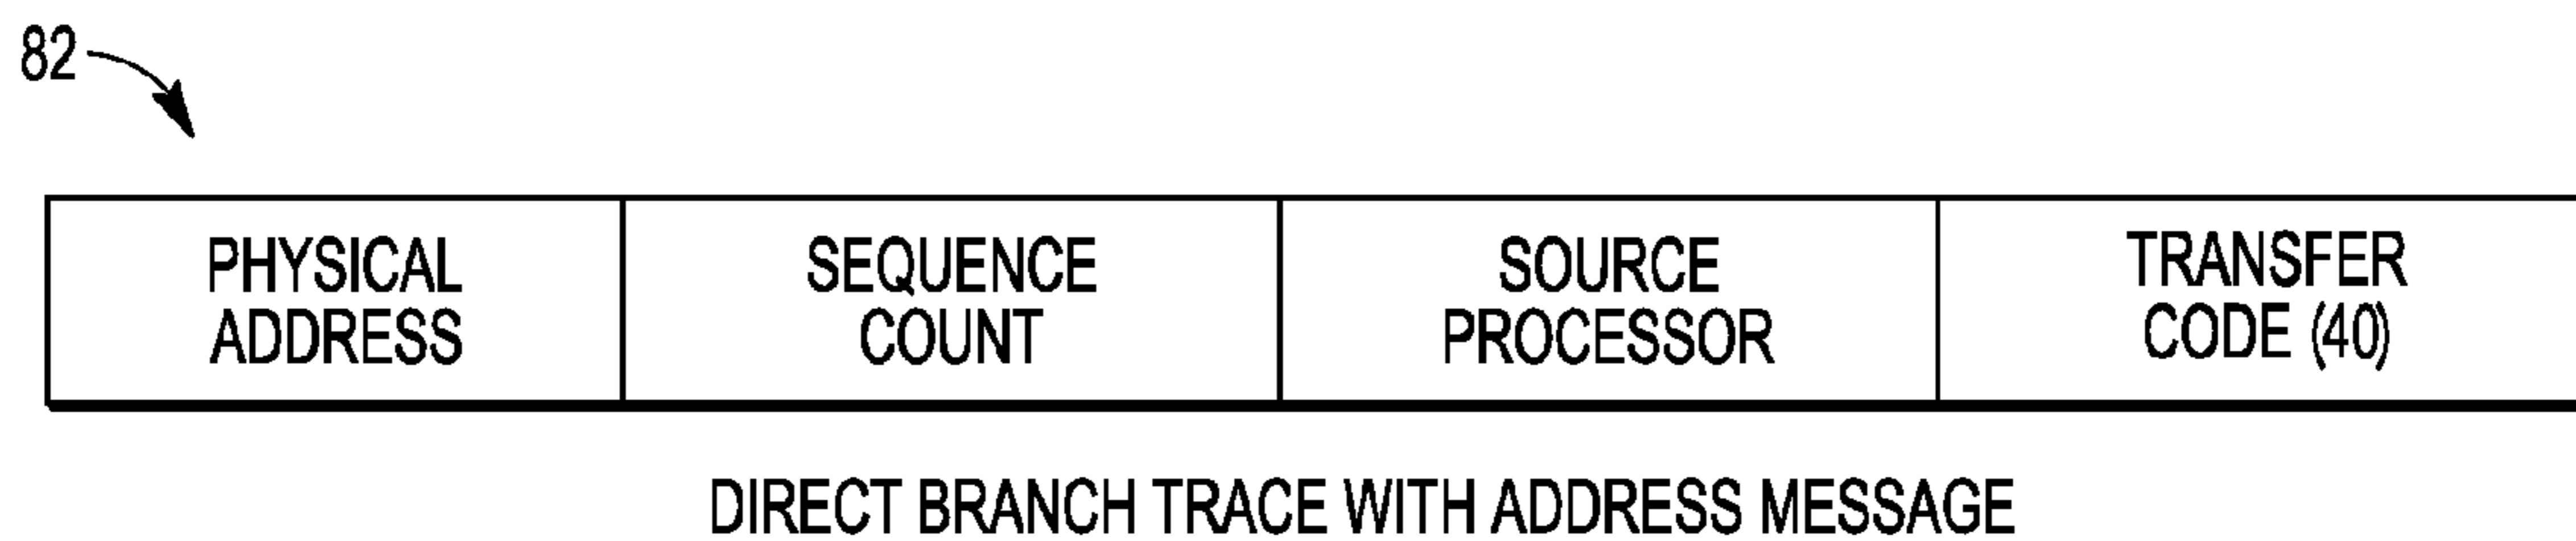 82
PHYSICAL
ADDRESS
SEQUENCE
COUNT
SOURCE
PROCESSOR
TRANSFER
CODE (40)
DIRECT BRANCH TRACE WITH ADDRESS MESSAGE